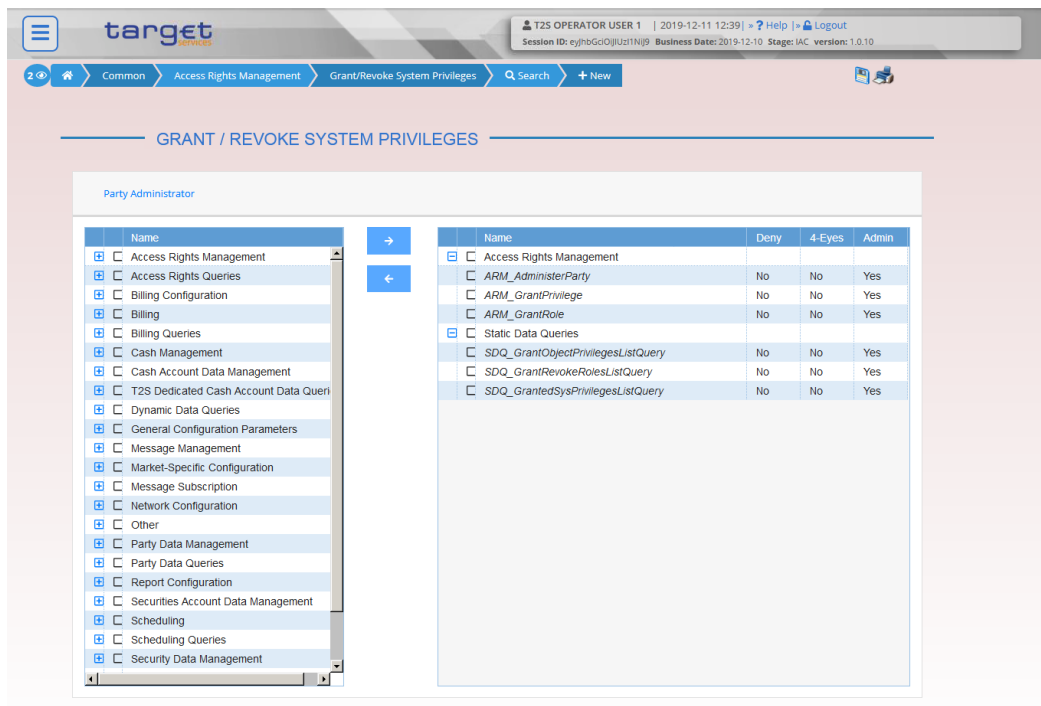 target
services
T2S OPERATOR USER 1 | 2019-12-11 12:39| » ? Help |» Logout
Session ID: eyJhbGciOiJIUzI1NiJ9 Business Date: 2019-12-10 Stage: IAC version: 1.0.10
2 Common Access Rights Management Grant/Revoke System Privileges Search + New
GRANT / REVOKE SYSTEM PRIVILEGES
Party Administrator
Name
Access Rights Management
Access Rights Queries
Billing Configuration
Billing
Billing Queries
Cash Management
Cash Account Data Management
T2S Dedicated Cash Account Data Queri
Dynamic Data Queries
General Configuration Parameters
Message Management
Market-Specific Configuration
Message Subscription
Network Configuration
Other
Party Data Management
Party Data Queries
Report Configuration
Securities Account Data Management
Scheduling
Scheduling Queries
Security Data Management
Name Deny 4-Eyes Admin
Access Rights Management
ARM_AdministerParty No No Yes
ARM_GrantPrivilege No No Yes
ARM_GrantRole No No Yes
Static Data Queries
SDQ_GrantObjectPrivilegesListQuery No No Yes
SDQ_GrantRevokeRolesListQuery No No Yes
SDQ_GrantedSysPrivilegesListQuery No No Yes